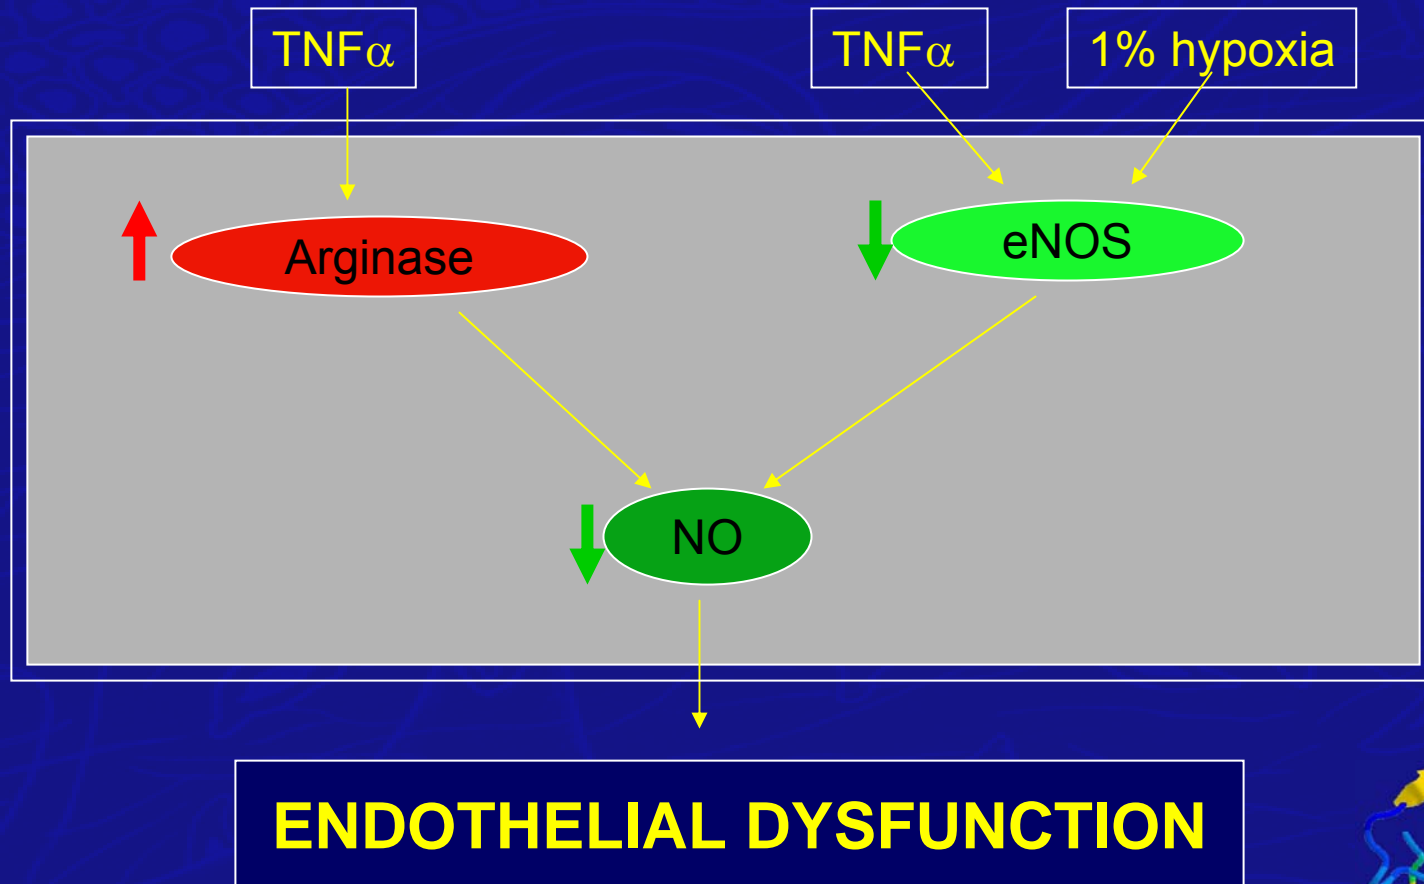 TNFα
TNFα
1% hypoxia
Arginase
eNOS
NO
ENDOTHELIAL DYSFUNCTION